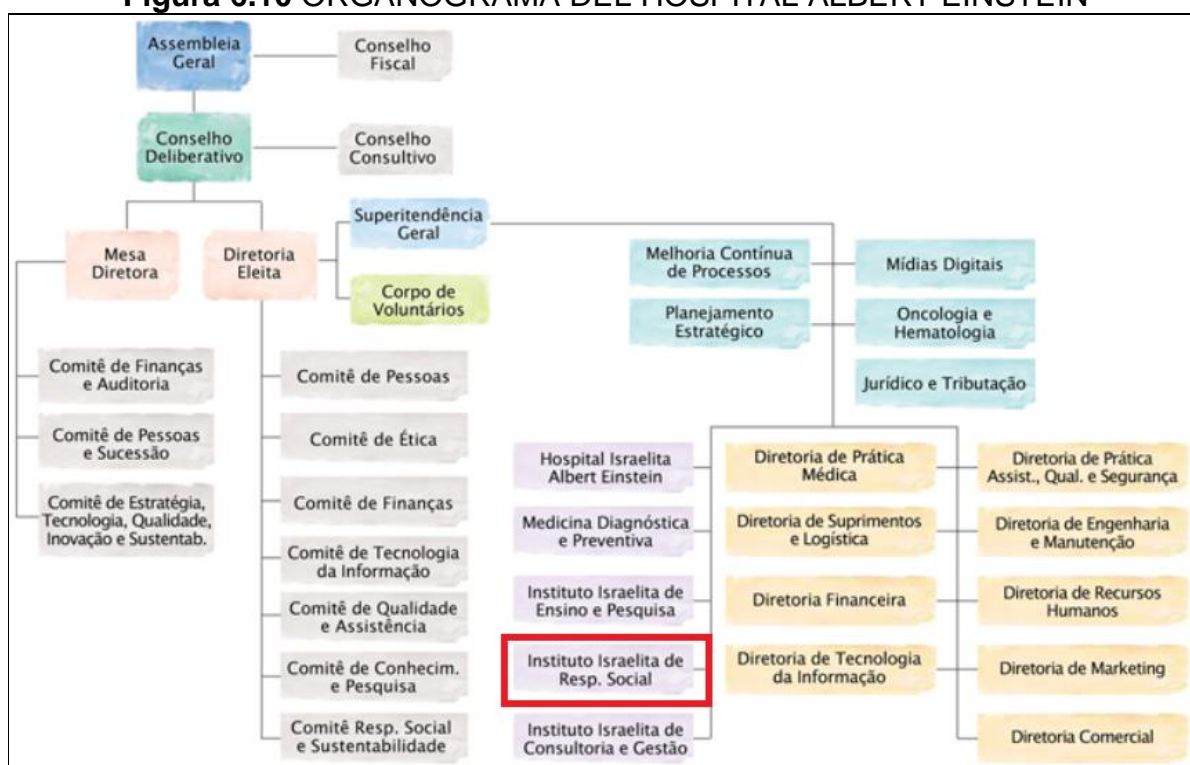 Figura 6.10 ORGANOGRAMA DEL HOSPITAL ALBERT EINSTEIN
Assembleia
Geral
Conselho
Fiscal
Conselho
Deliberativo
Conselho
Consultivo
Mesa
Diretora
Diretoria
Eleita
Superitendência
Geral
Corpo de
Voluntários
Comitê de Finanças
e Auditoria
Comitê de Pessoas
e Sucessão
Comitê de Estratégia,
Tecnologia, Qualidade,
Inovação e Sustentab.
Comitê de Pessoas
Comitê de Ética
Comitê de Finanças
Comitê de Tecnologia
da Informação
Comitê de Qualidade
e Assistência
Comitê de Conhecim.
e Pesquisa
Comitê Resp. Social
e Sustentabilidade
Melhoria Contínua
de Processos
Mídias Digitais
Planejamento
Estratégico
Oncologia e
Hematologia
Jurídico e Tributação
Hospital Israelita
Albert Einstein
Medicina Diagnóstica
e Preventiva
Instituto Israelita de
Ensino e Pesquisa
Instituto Israelita de
Resp. Social
Instituto Israelita de
Consultoria e Gestão
Diretoria de Prática
Médica
Diretoria de Suprimentos
e Logística
Diretoria Financeira
Diretoria de Tecnologia
da Informação
Diretoria de Prática
Assist., Qual. e Segurança
Diretoria de Engenharia
e Manutenção
Diretoria de Recursos
Humanos
Diretoria de Marketing
Diretoria Comercial